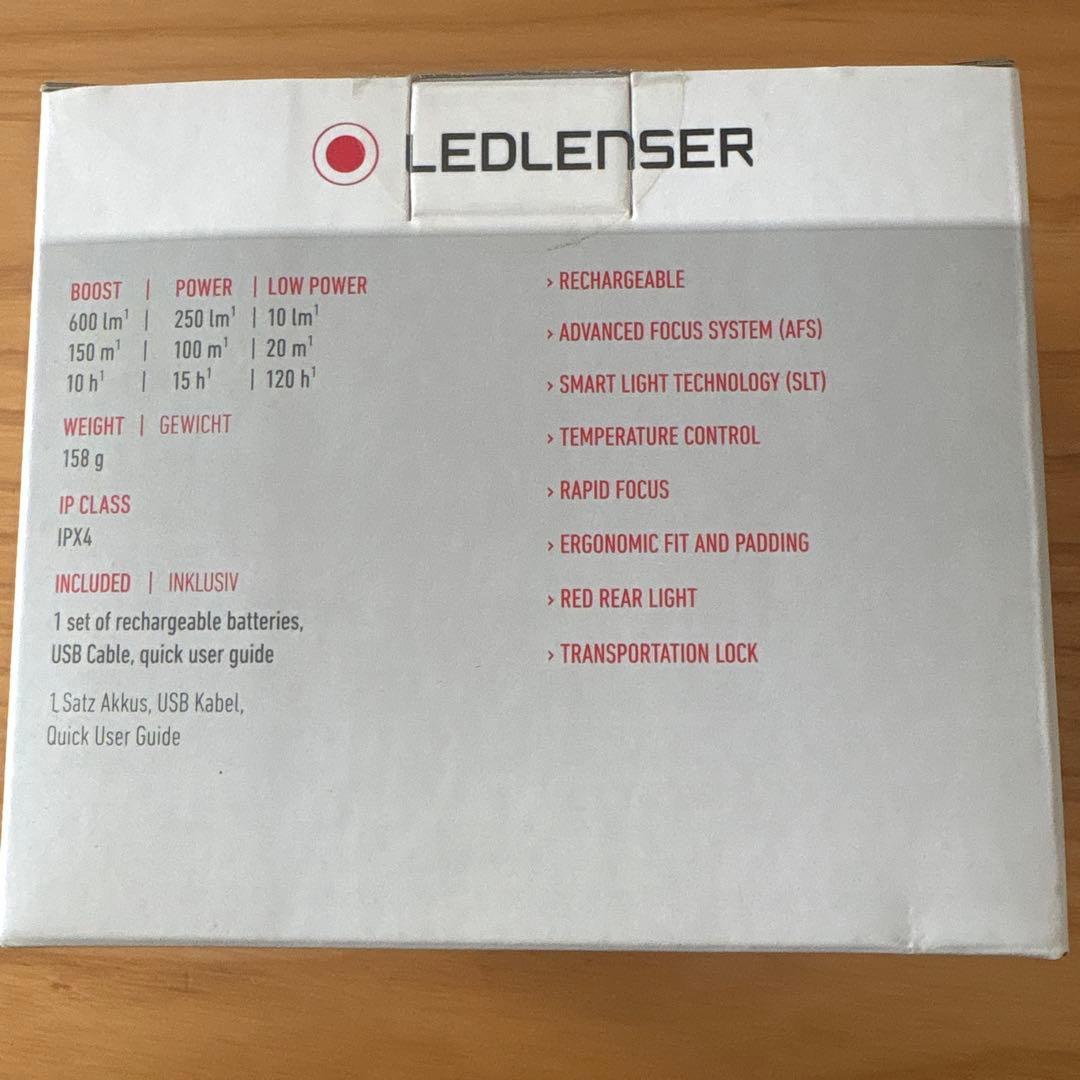 LEDLENSER
BOOST | POWER | LOW POWER
600 lm¹ | 250 lm¹ | 10 lm¹
150 m¹ | 100 m¹ | 20 m¹
10 h¹ | 15 h¹ | 120 h¹
WEIGHT | GEWICHT
158 g
IP CLASS
IPX4
INCLUDED | INKLUSIV
1 set of rechargeable batteries,
USB Cable, quick user guide
1 Satz Akkus, USB Kabel,
Quick User Guide
› RECHARGEABLE
› ADVANCED FOCUS SYSTEM (AFS)
› SMART LIGHT TECHNOLOGY (SLT)
› TEMPERATURE CONTROL
› RAPID FOCUS
› ERGONOMIC FIT AND PADDING
› RED REAR LIGHT
› TRANSPORTATION LOCK